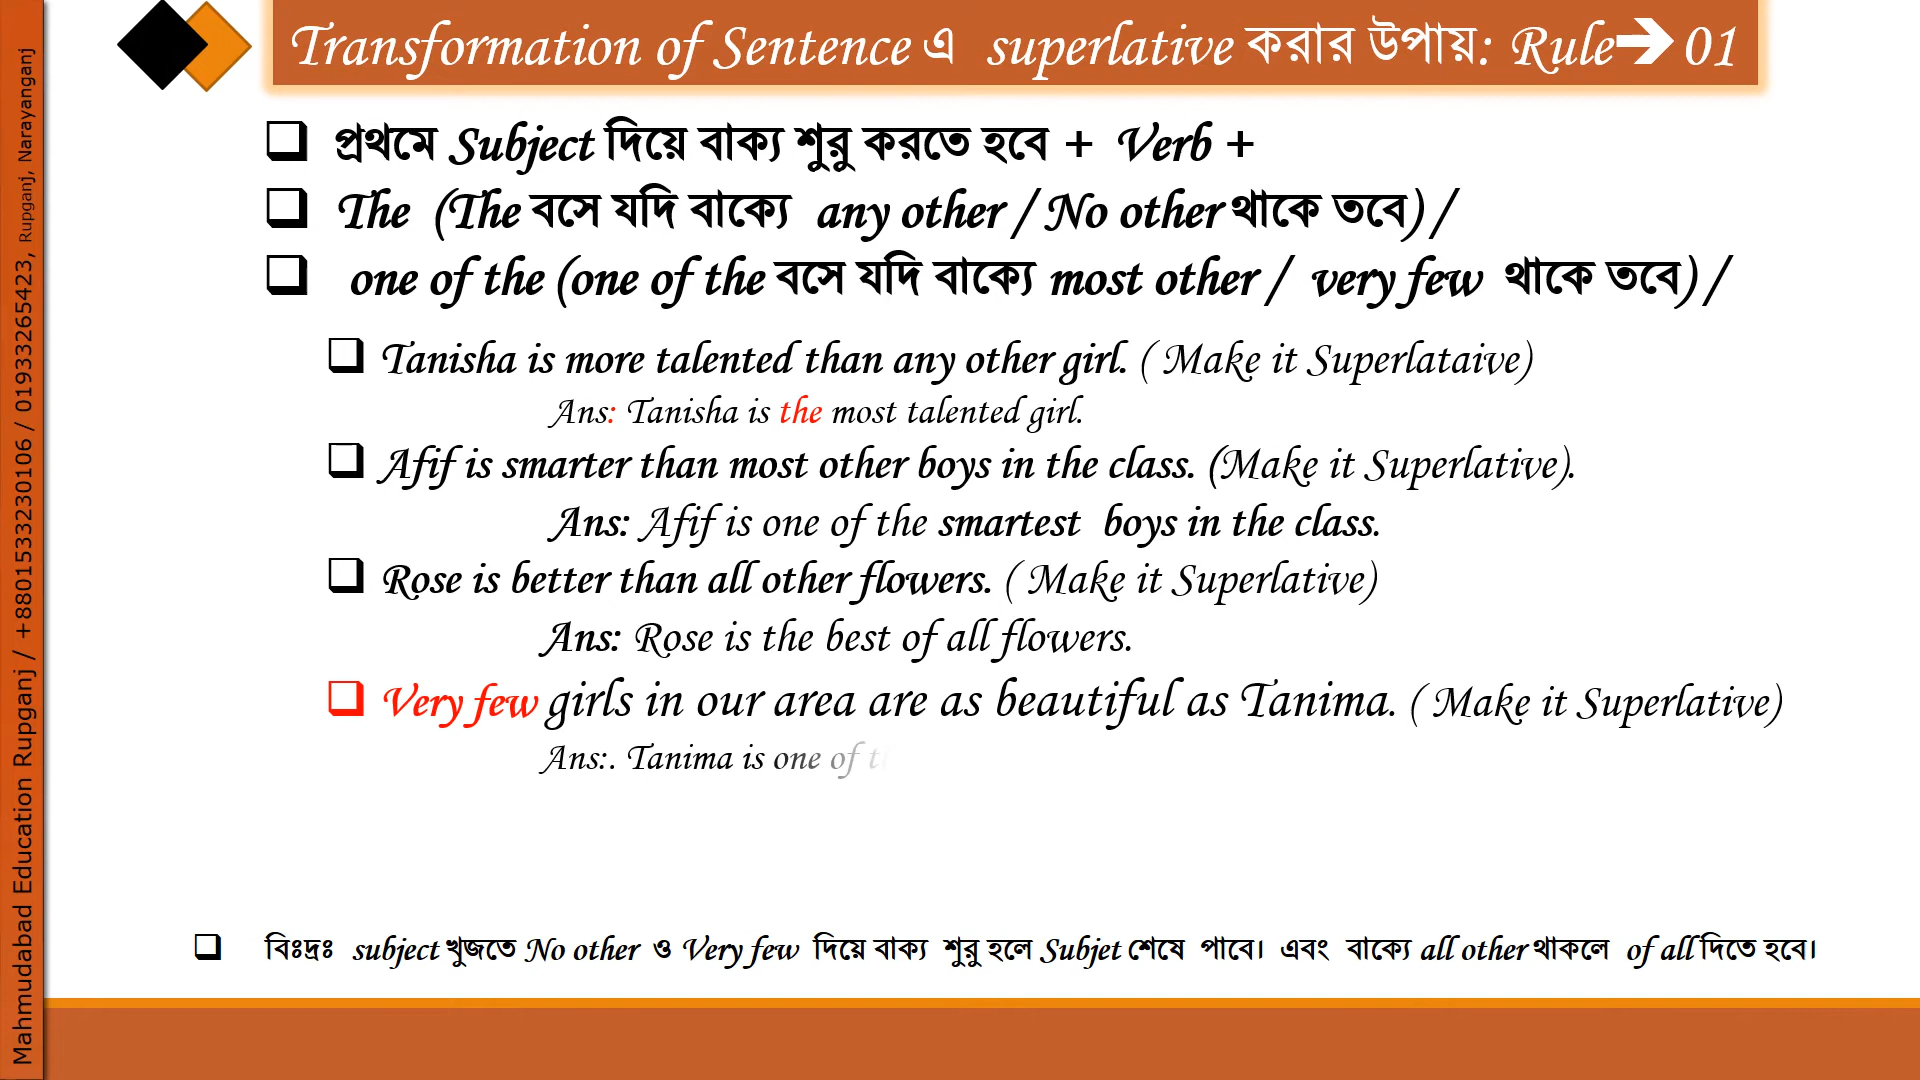 Transformation of Sentence এ superlative করার উপায়: Rule➔ 01
❑ প্রথমে Subject দিয়ে বাক্য শুরু করতে হবে + Verb +
❑ The (The বসে যদি বাক্যে any other / No other থাকে তবে) /
❑ one of the (one of the বসে যদি বাক্যে most other / very few থাকে তবে) /
❑ Tanisha is more talented than any other girl. ( Make it Superlataive)
Ans: Tanisha is the most talented girl.
❑ Afif is smarter than most other boys in the class. (Make it Superlative).
Ans: Afif is one of the smartest boys in the class.
❑ Rose is better than all other flowers. ( Make it Superlative)
Ans: Rose is the best of all flowers.
❑ Very few girls in our area are as beautiful as Tanima. ( Make it Superlative)
Ans:. Tanima is one of
❑ বিঃদ্রঃ subject খুজতে No other ও Very few দিয়ে বাক্য শুরু হলে Subjet শেষে পাবে। এবং বাক্যে all other থাকলে of all দিতে হবে।
Mahmudabad Education Rupganj / +8801533230106 / 01933265423, Rupganj, Narayanganj